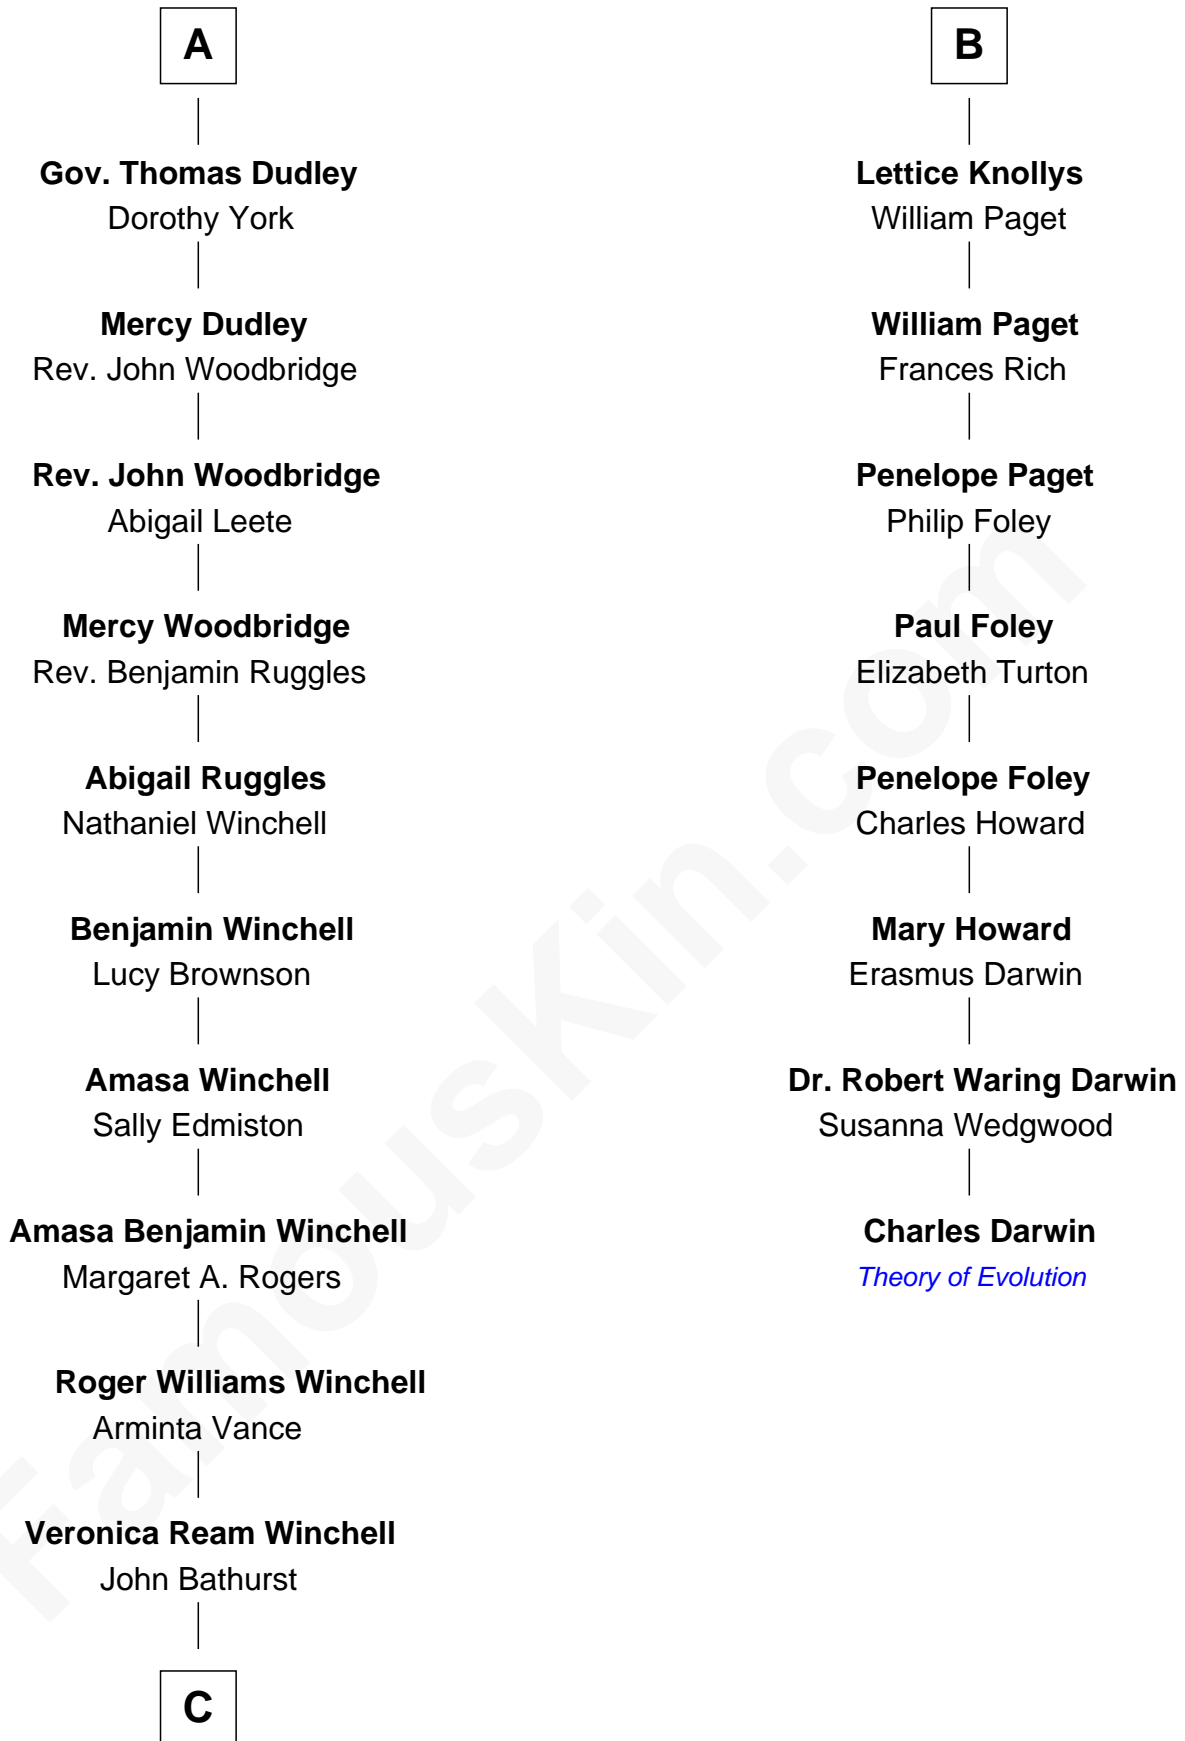 A
Gov. Thomas Dudley
Dorothy York
Mercy Dudley
Rev. John Woodbridge
Rev. John Woodbridge
Abigail Leete
Mercy Woodbridge
Rev. Benjamin Ruggles
Abigail Ruggles
Nathaniel Winchell
Benjamin Winchell
Lucy Brownson
Amasa Winchell
Sally Edmiston
Amasa Benjamin Winchell
Margaret A. Rogers
Roger Williams Winchell
Arminta Vance
Veronica Ream Winchell
John Bathurst
C
B
Lettice Knollys
William Paget
William Paget
Frances Rich
Penelope Paget
Philip Foley
Paul Foley
Elizabeth Turton
Penelope Foley
Charles Howard
Mary Howard
Erasmus Darwin
Dr. Robert Waring Darwin
Susanna Wedgwood
Charles Darwin
Theory of Evolution
FamousKin.com